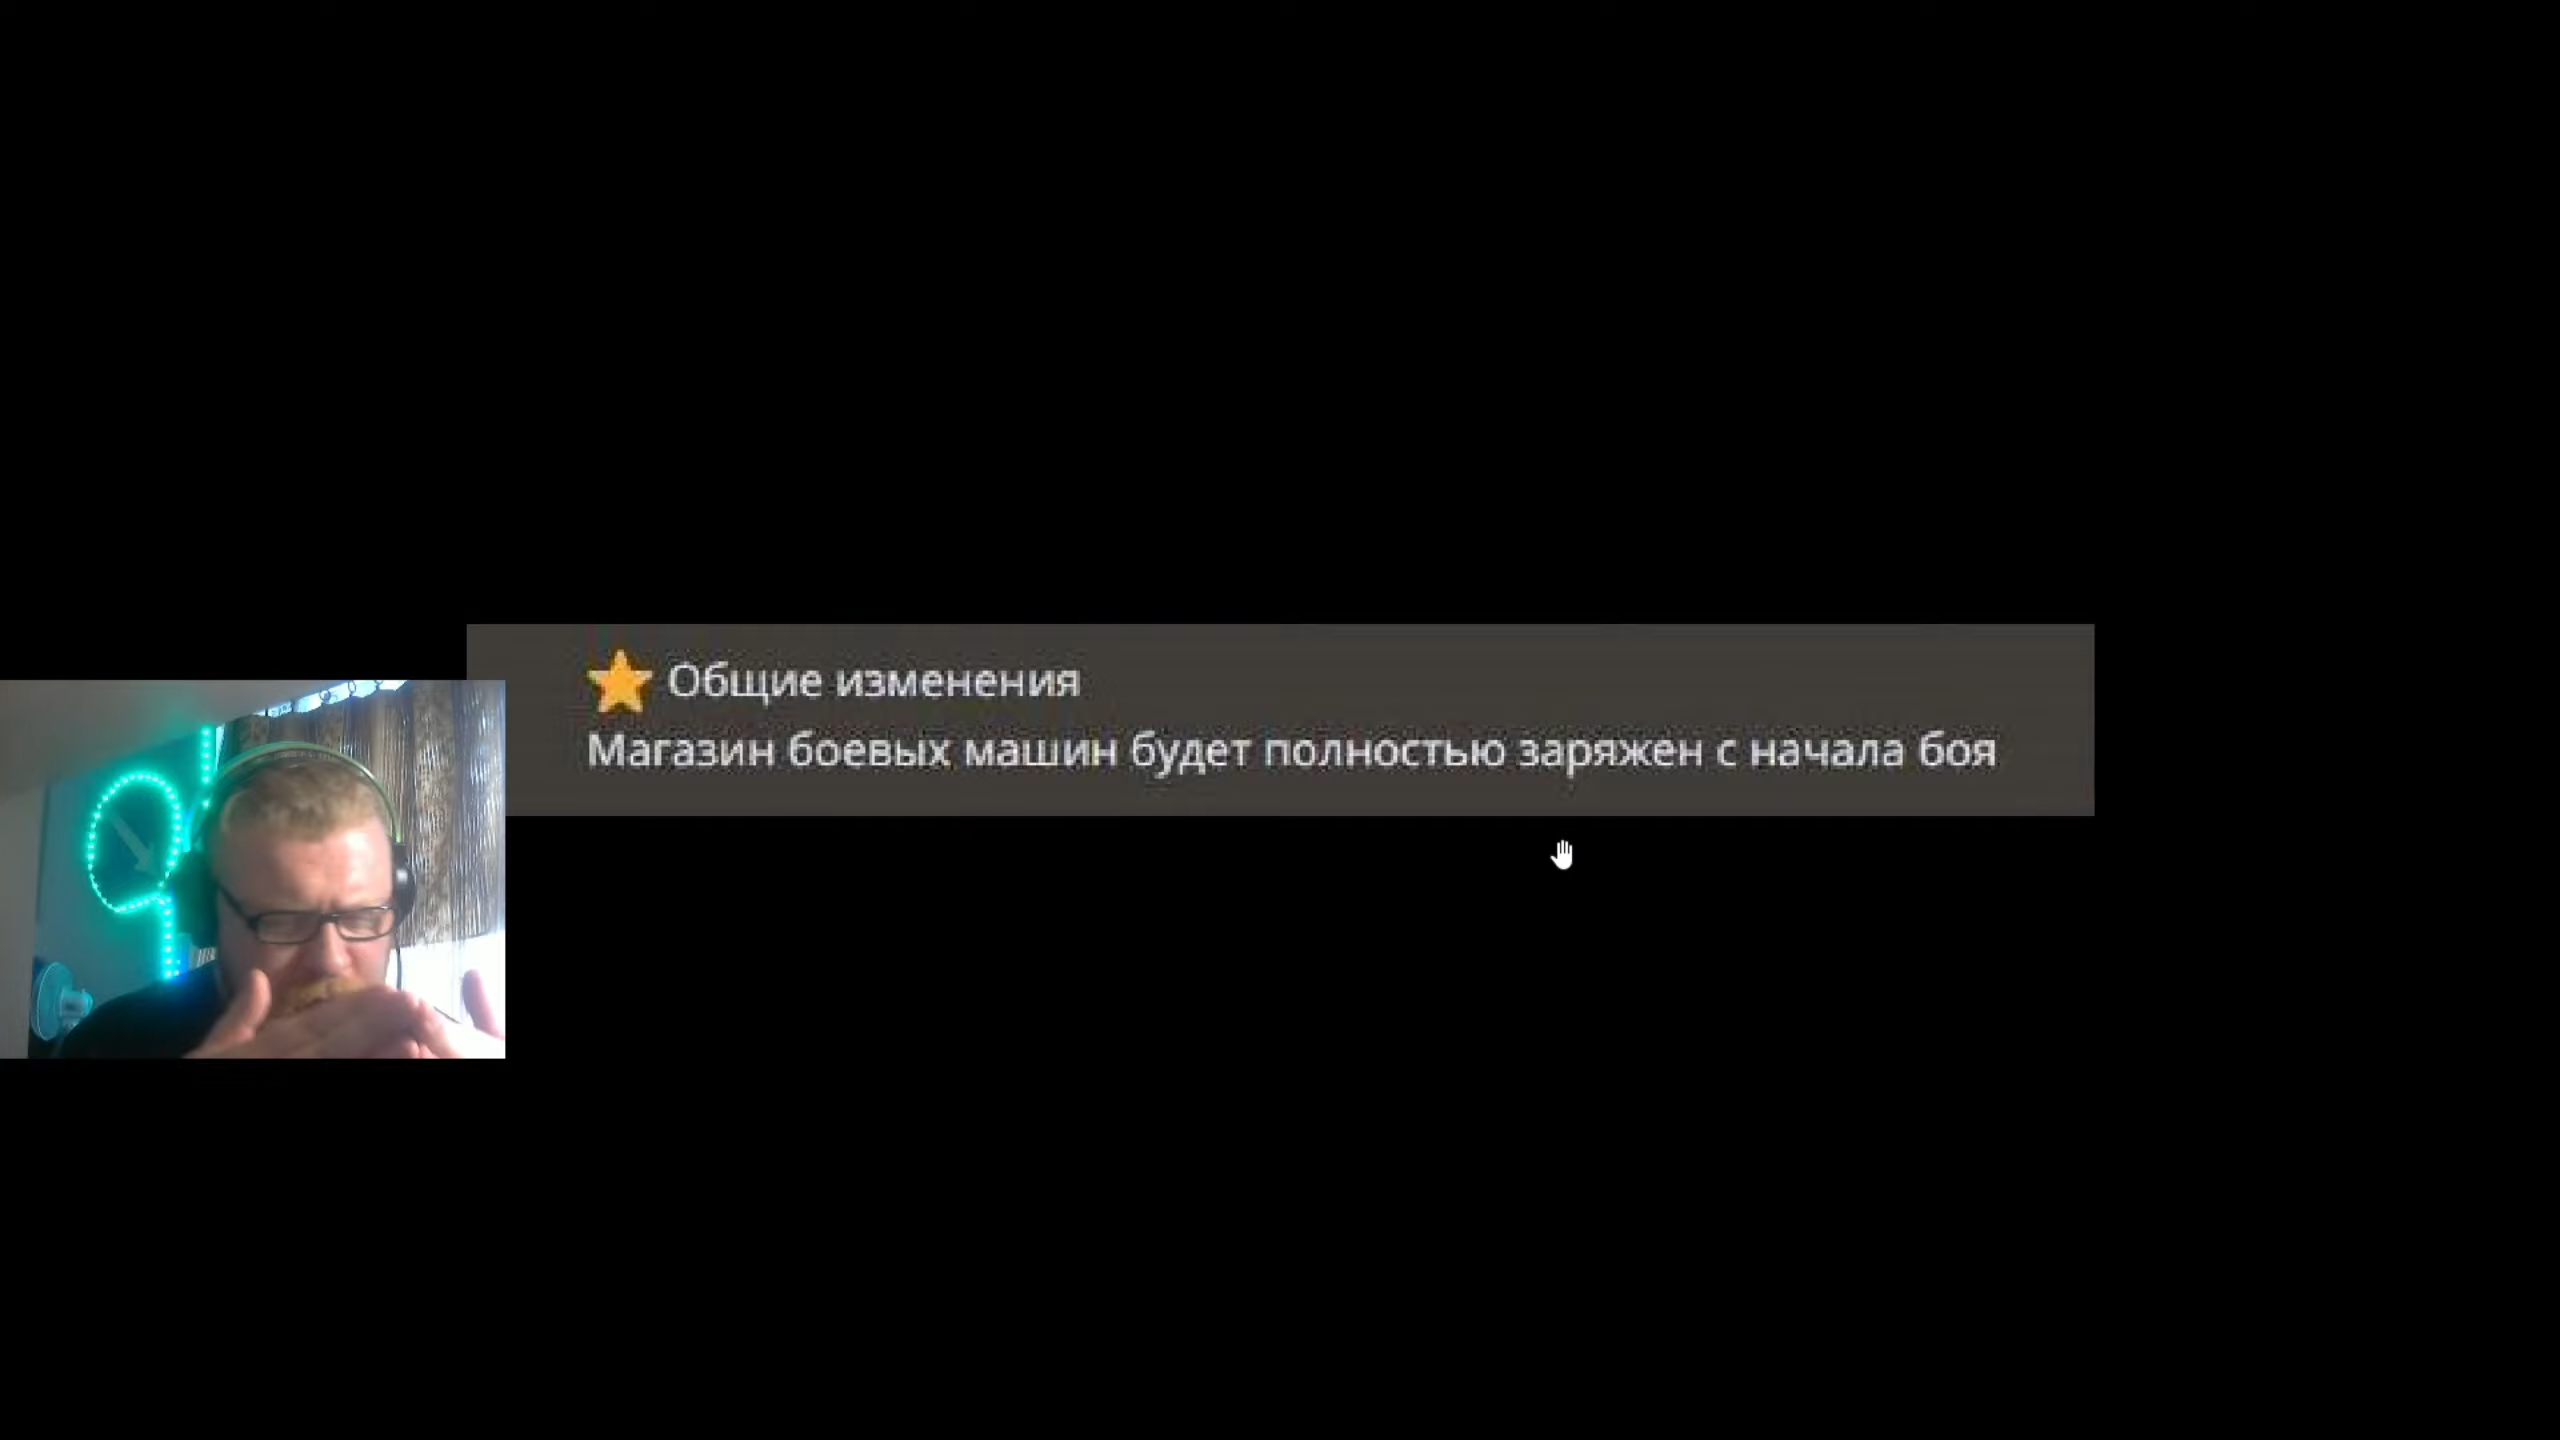 Общие изменения
Магазин боевых машин будет полностью заряжен с начала боя